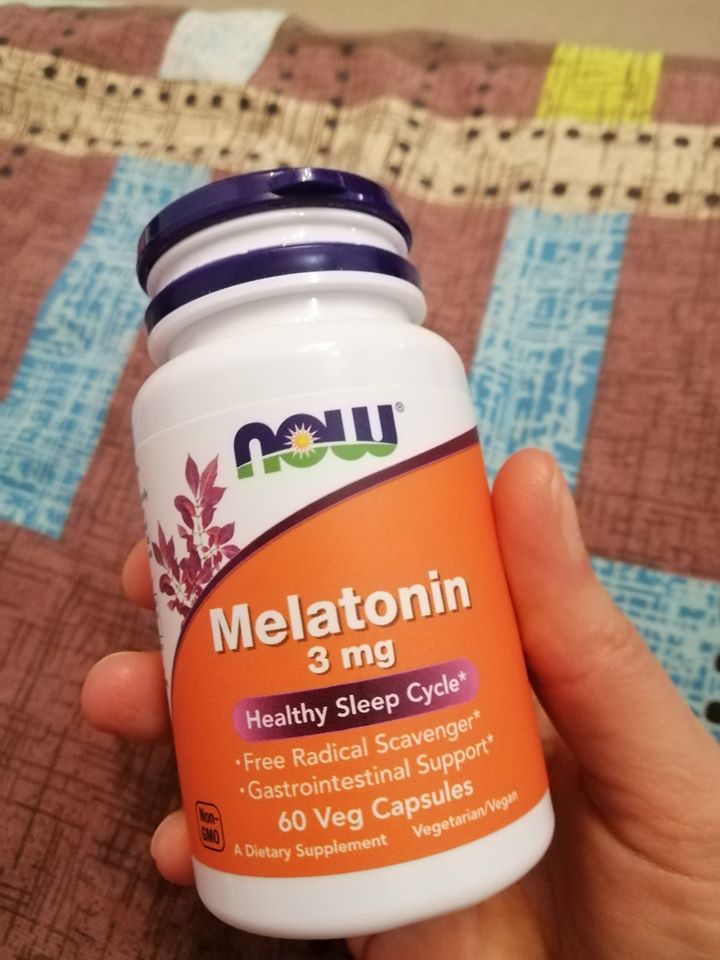 now®
Melatonin
3 mg
Healthy Sleep Cycle*
•Free Radical Scavenger*
•Gastrointestinal Support*
60 Veg Capsules
Non-
GMO
A Dietary Supplement Vegetarian/Vegan